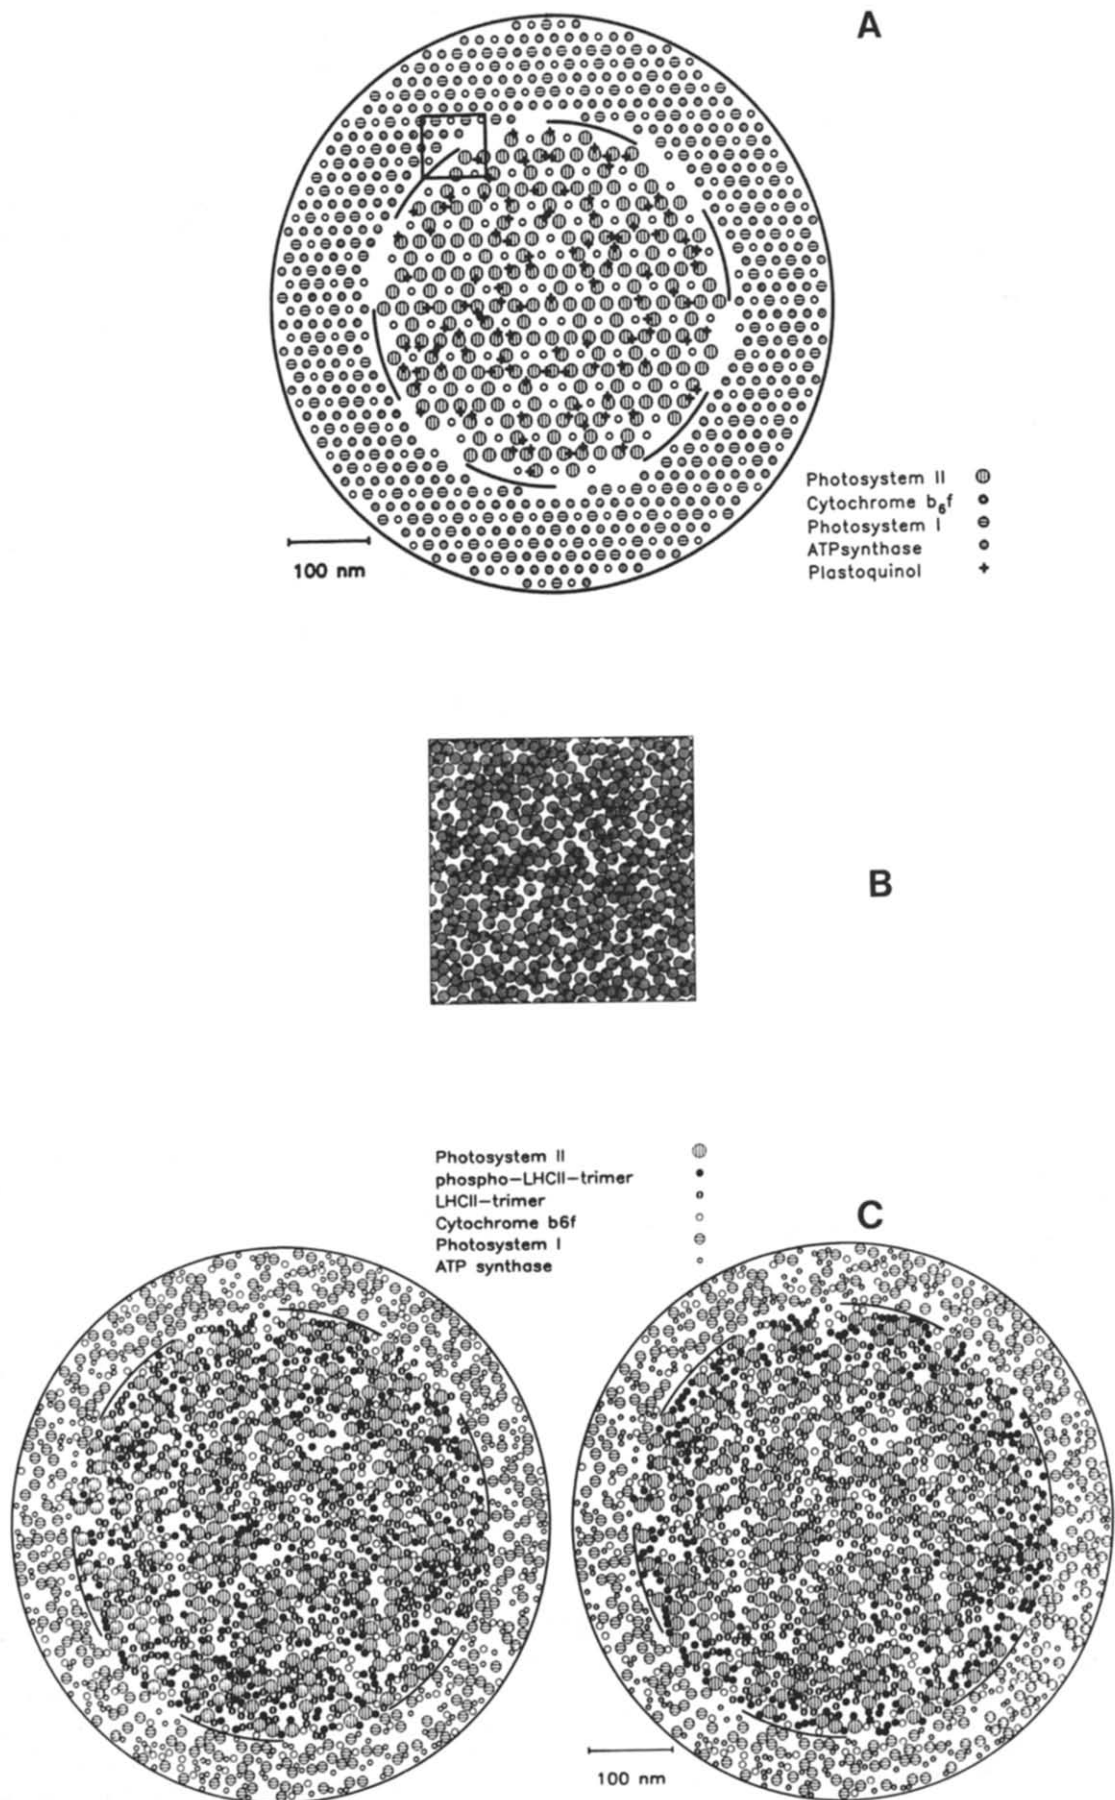 A
Photosystem II
Cytochrome b6f
Photosystem I
ATPsynthase
Plastoquinol
100 nm
B
Photosystem II
phospho-LHCII-trimer
LHCII-trimer
Cytochrome b6f
Photosystem I
ATP synthase
C
100 nm